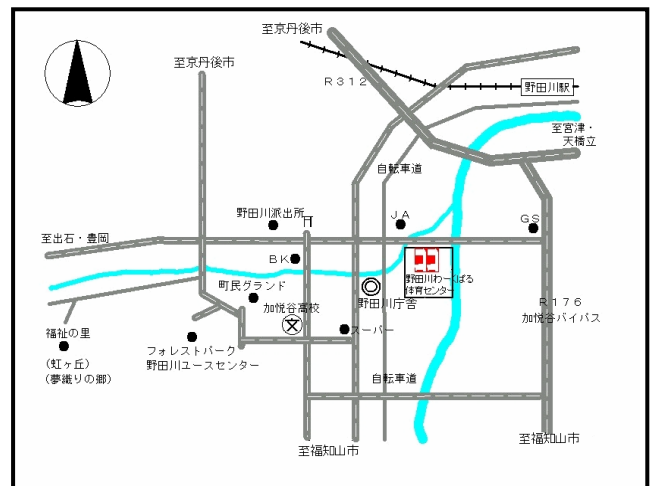 至京丹後市
至京丹後市
R312
野田川駅
至宮津・
天橋立
自転車道
野田川派出所
JA
GS
至出石・豊岡
BK
町民グランド
野田川わーくぱる
体育センター
野田川庁舎
加悦谷高校
文
R176
加悦谷バイパス
スーパー
福祉の里
(虹ヶ丘)
(夢織りの郷)
フォレストパーク
野田川ユースセンター
自転車道
至福知山市
至福知山市